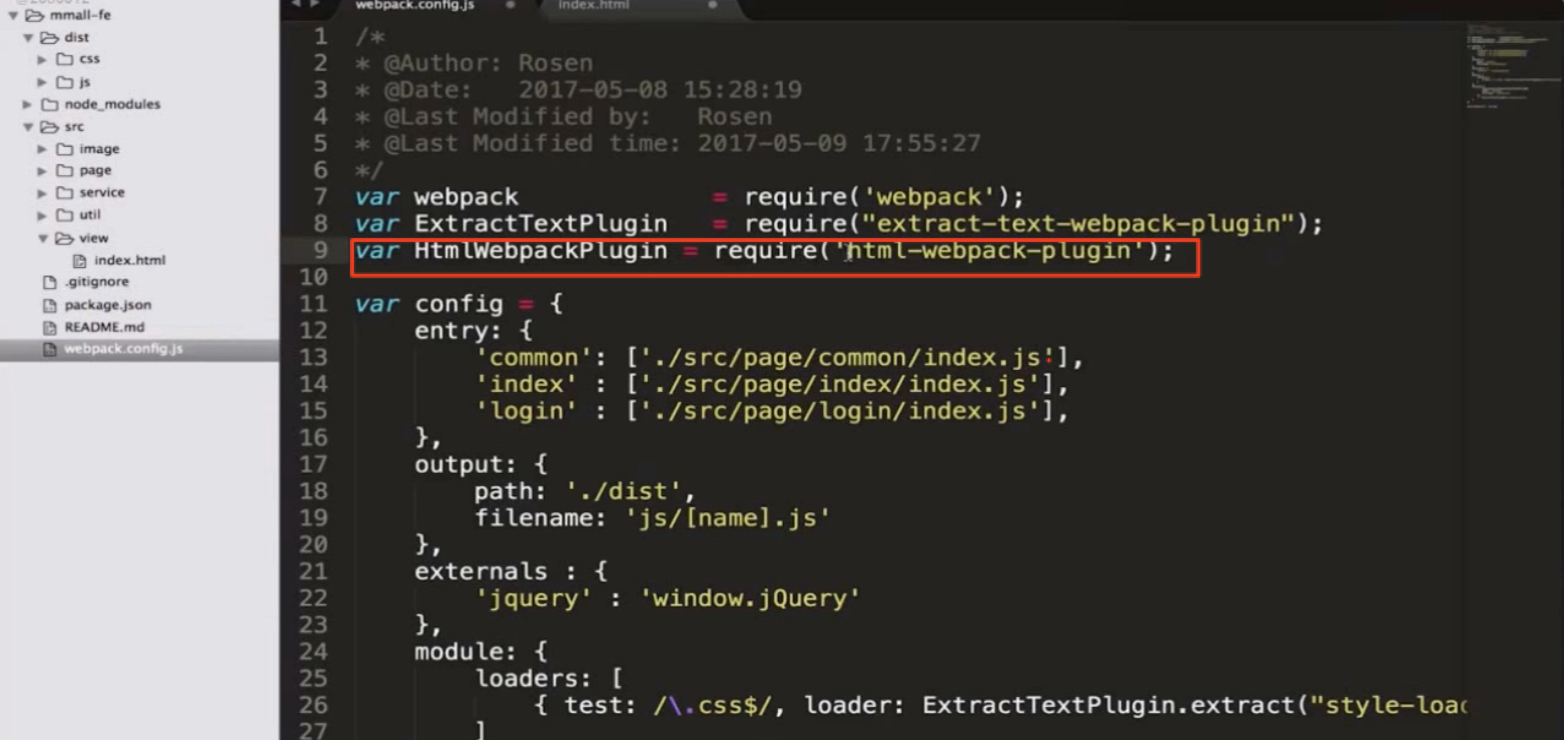 mmall-fe
dist
css
js
node_modules
src
image
page
service
util
view
index.html
.gitignore
package.json
README.md
webpack.config.js
webpack.config.js
index.html
1 /*
2 * @Author: Rosen
3 * @Date:   2017-05-08 15:28:19
4 * @Last Modified by:   Rosen
5 * @Last Modified time: 2017-05-09 17:55:27
6 */
7 var webpack             = require('webpack');
8 var ExtractTextPlugin   = require("extract-text-webpack-plugin");
9 var HtmlWebpackPlugin = require('html-webpack-plugin');
10
11 var config = {
12     entry: {
13         'common': ['./src/page/common/index.js'],
14         'index' : ['./src/page/index/index.js'],
15         'login' : ['./src/page/login/index.js'],
16     },
17     output: {
18         path: './dist',
19         filename: 'js/[name].js'
20     },
21     externals : {
22         'jquery' : 'window.jQuery'
23     },
24     module: {
25         loaders: [
26             { test: /\.css$/, loader: ExtractTextPlugin.extract("style-load
27         ]